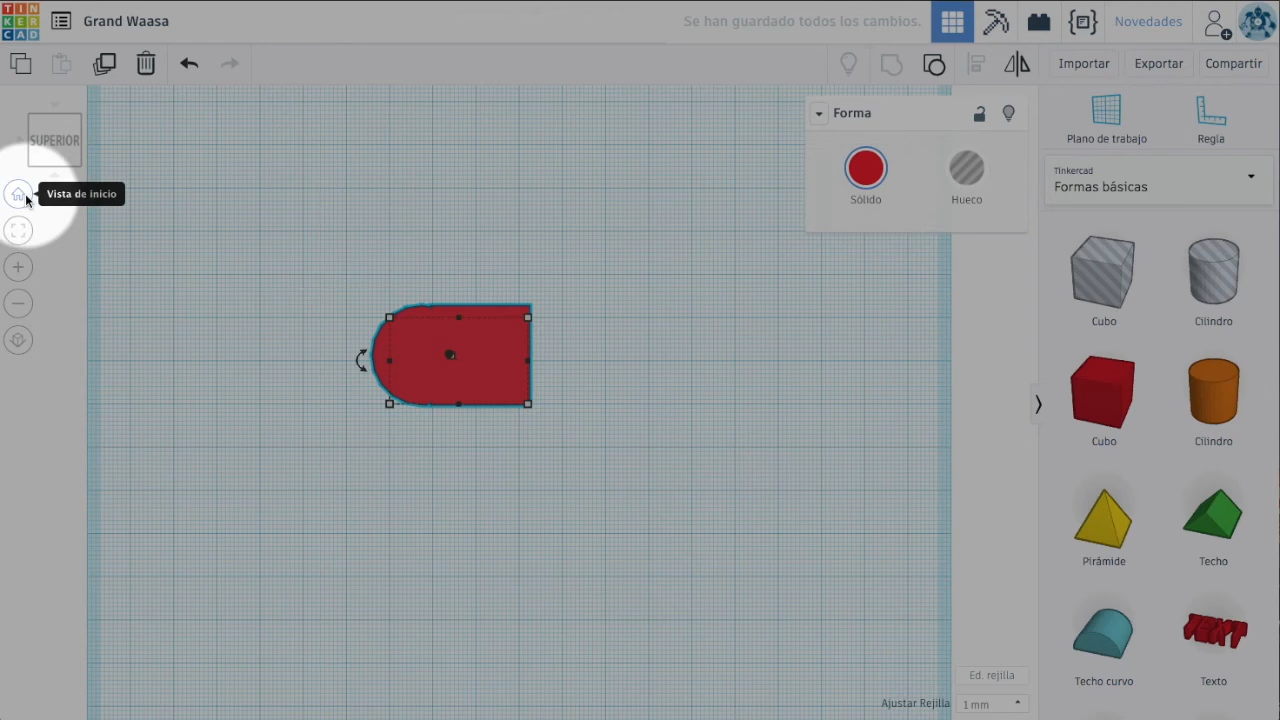 TIN
KER
CAD
Grand Waasa
Se han guardado todos los cambios.
Novedades
Importar
Exportar
Compartir
SUPERIOR
Vista de inicio
Forma
Sólido
Hueco
Plano de trabajo
Regla
Tinkercad
Formas básicas
Cubo
Cilindro
Cubo
Cilindro
Pirámide
Techo
TEXT
Techo curvo
Texto
Ed. rejilla
Ajustar Rejilla
1 mm